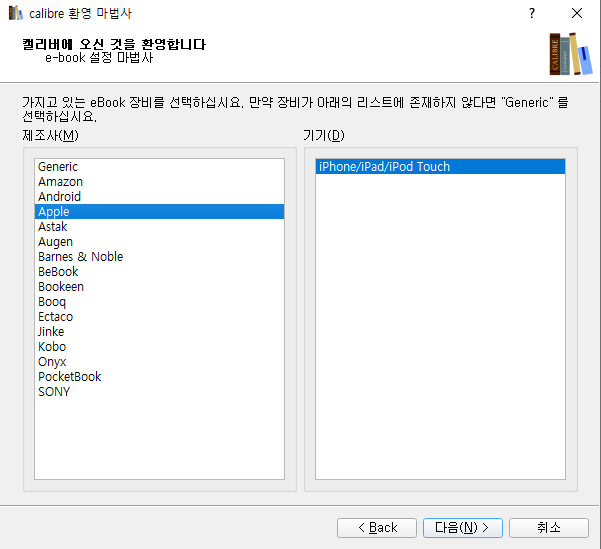 calibre 환영 마법사
캘리버에 오신 것을 환영합니다
e-book 설정 마법사
CALIBRE
가지고 있는 eBook 장비를 선택하십시요. 만약 장비가 아래의 리스트에 존재하지 않다면 "Generic" 를
선택하십시요.
제조사(M)
기기(D)
Generic
Amazon
Android
Apple
Astak
Augen
Barnes & Noble
BeBook
Bookeen
Booq
Ectaco
Jinke
Kobo
Onyx
PocketBook
SONY
iPhone/iPad/iPod Touch
< Back
다음(N) >
취소